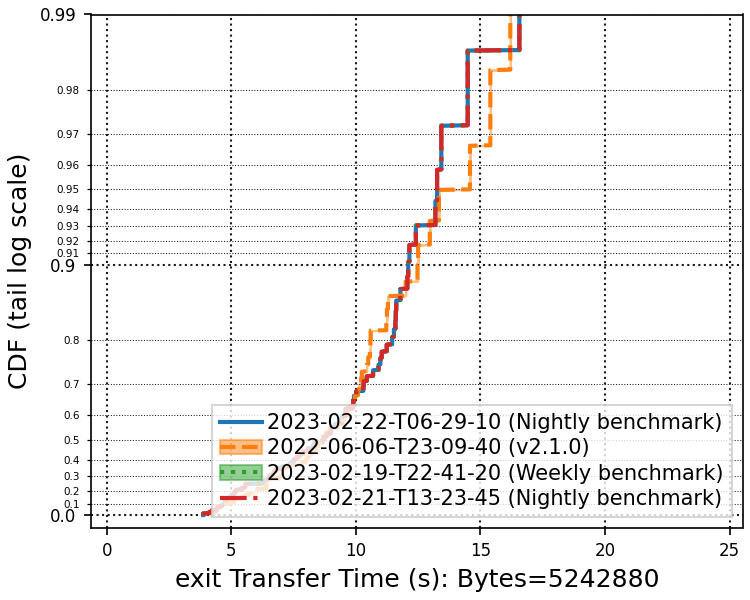 CDF (tail log scale)
0.99
0.98
0.97
0.96
0.95
0.94
0.93
0.92
0.91
0.9
0.8
0.7
0.6
0.5
0.4
0.3
0.2
0.1
0.0
2023-02-22-T06-29-10 (Nightly benchmark)
2022-06-06-T23-09-40 (v2.1.0)
2023-02-19-T22-41-20 (Weekly benchmark)
2023-02-21-T13-23-45 (Nightly benchmark)
0 5 10 15 20 25
exit Transfer Time (s): Bytes=5242880